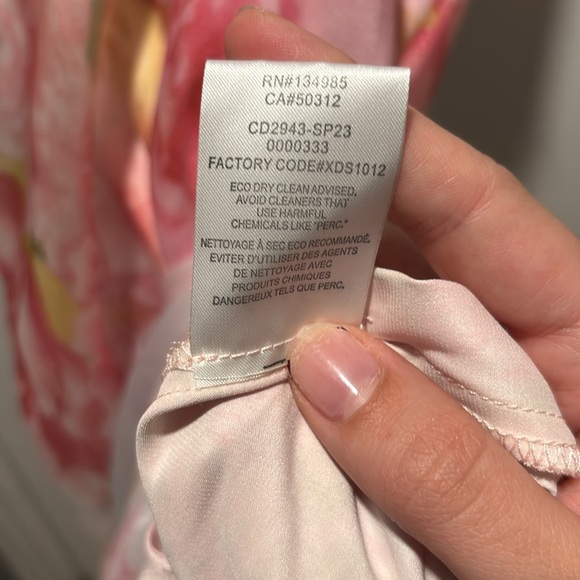 RN#134985
CA#50312
CD2943-SP23
0000333
FACTORY CODE#XDS1012
ECO DRY CLEAN ADVISED.
AVOID CLEANERS THAT
USE HARMFUL
CHEMICALS LIKE "PERC."
NETTOYAGE À SEC ECO RECOMMANDÉ.
EVITER D'UTILISER DES AGENTS
DE NETTOYAGE AVEC
PRODUITS CHIMIQUES
DANGEREUX TELS QUE PERC.